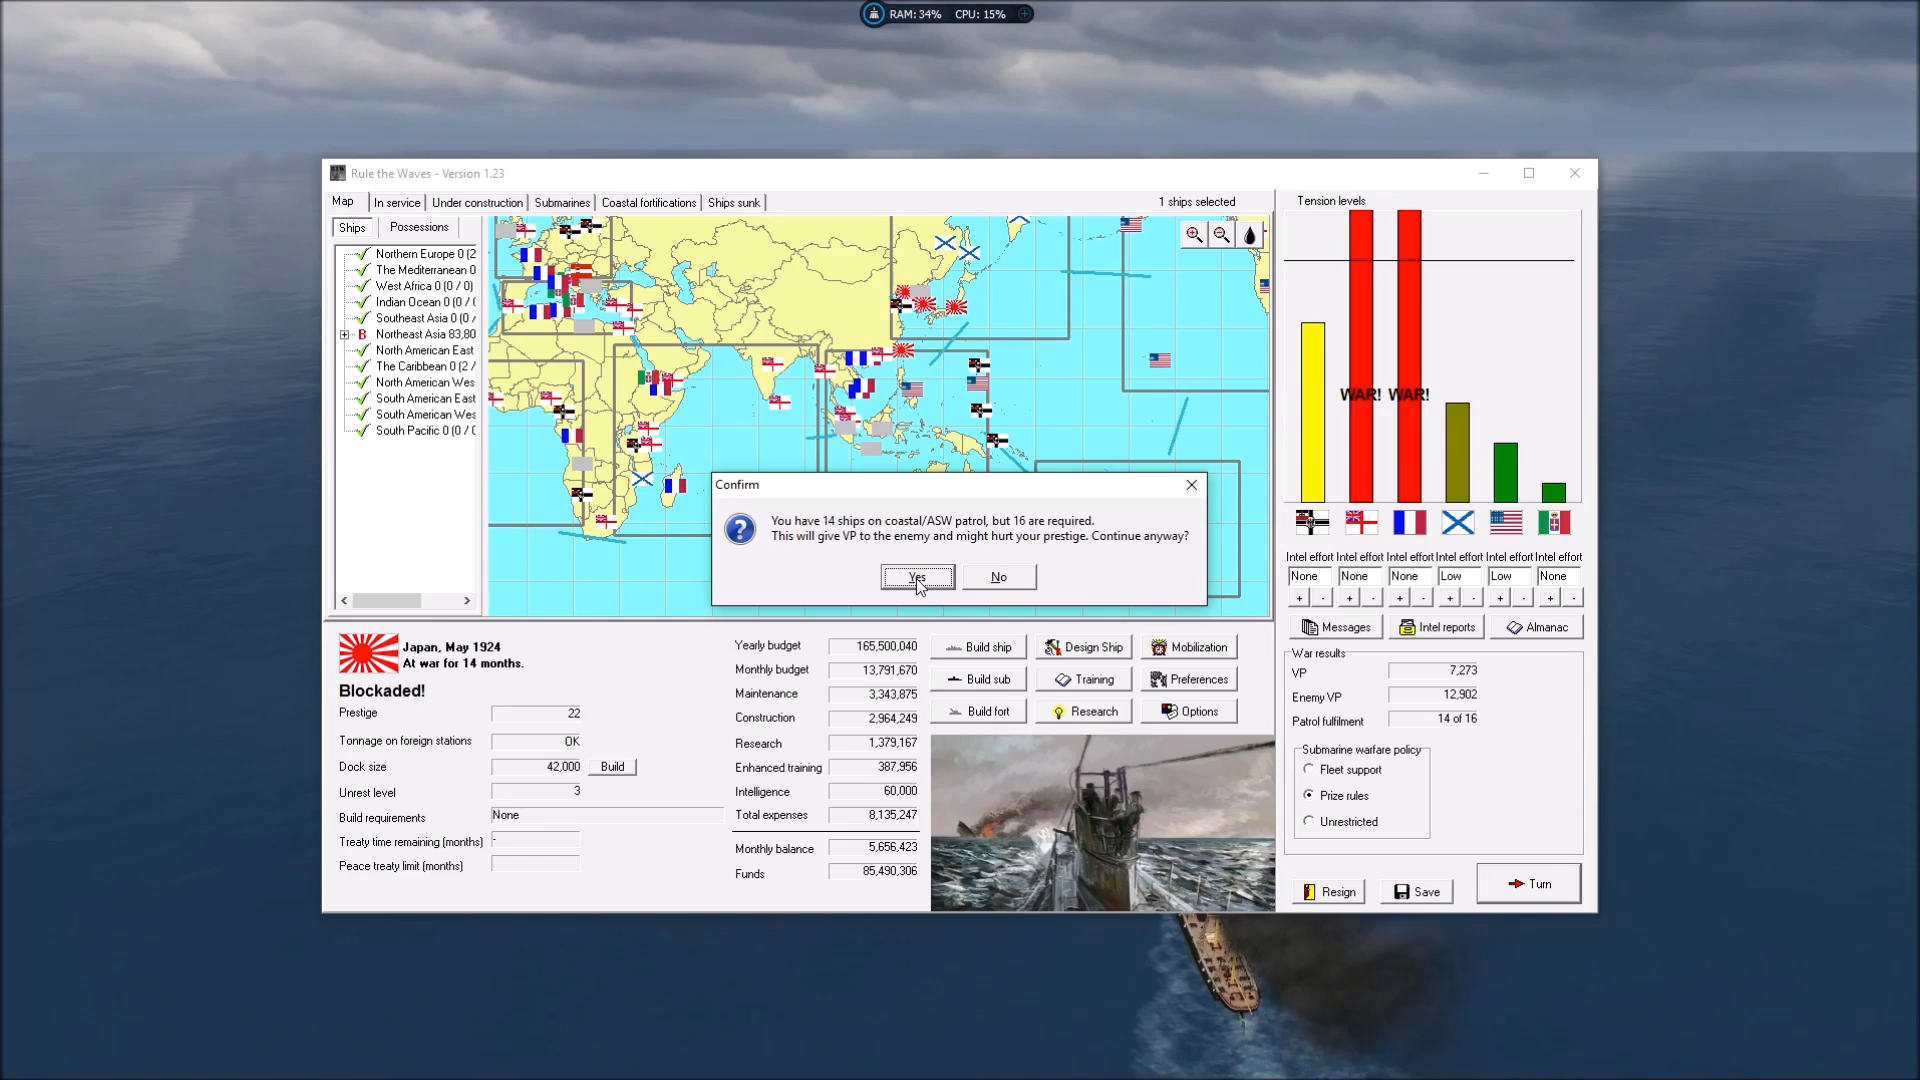 RAM: 34% CPU: 15%
Rule the Waves - Version 1.23
Map In service Under construction Submarines Coastal fortifications Ships sunk
1 ships selected
Tension levels
Ships Possessions
Northern Europe 0 (2
The Mediterranean 0
West Africa 0 (0 / 0)
Indian Ocean 0 (0 / 0
Southeast Asia 0 (0 /
B Northeast Asia 83,80
North American East
The Caribbean 0 (2 /
North American Wes
South American East
South American Wes
South Pacific 0 (0 / 0
WAR! WAR!
Confirm
You have 14 ships on coastal/ASW patrol, but 16 are required.
This will give VP to the enemy and might hurt your prestige. Continue anyway?
Yes No
Intel effort Intel effort Intel effort Intel effort Intel effort Intel effort
None None None Low Low None
+ - + - + - + - + - + -
Messages Intel reports Almanac
Japan, May 1924
At war for 14 months.
Blockaded!
Prestige 22
Tonnage on foreign stations OK
Dock size 42,000 Build
Unrest level 3
Build requirements None
Treaty time remaining (months) -
Peace treaty limit (months)
Yearly budget 165,500,040
Monthly budget 13,791,670
Maintenance 3,343,875
Construction 2,964,249
Research 1,379,167
Enhanced training 387,956
Intelligence 60,000
Total expenses 8,135,247
Monthly balance 5,656,423
Funds 85,490,306
Build ship Design Ship Mobilization
Build sub Training Preferences
Build fort Research Options
War results
VP 7,273
Enemy VP 12,902
Patrol fulfilment 14 of 16
Submarine warfare policy
Fleet support
Prize rules
Unrestricted
Resign Save Turn